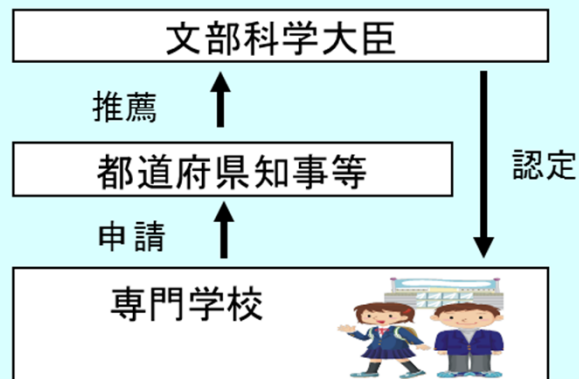 文部科学大臣
推薦
都道府県知事等
認定
申請
専門学校